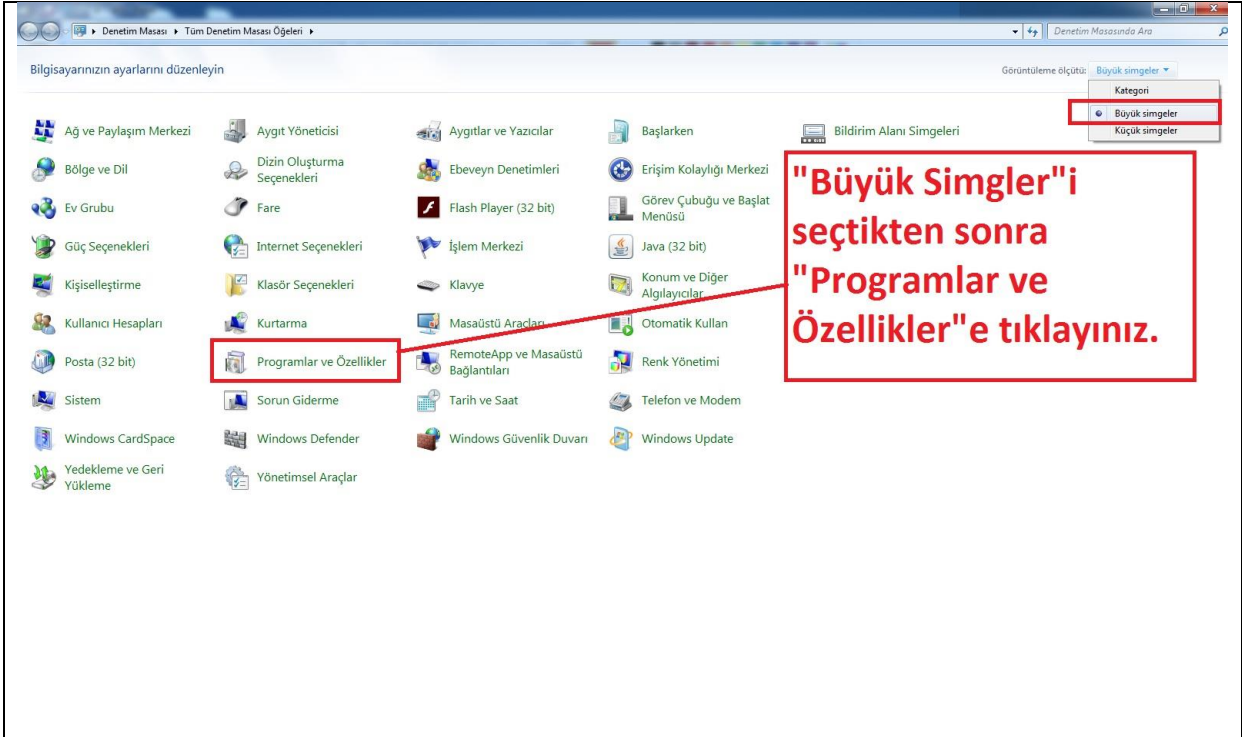 Denetim Masası Tüm Denetim Masası Öğeleri
Denetim Masasında Ara
Bilgisayarınızın ayarlarını düzenleyin
Görüntüleme ölçütü: Büyük simgeler
Kategori
Büyük simgeler
Küçük simgeler
Ağ ve Paylaşım Merkezi
Aygıt Yöneticisi
Aygıtlar ve Yazıcılar
Başlarken
Bildirim Alanı Simgeleri
Bölge ve Dil
Dizin Oluşturma
Seçenekleri
Ebeveyn Denetimleri
Erişim Kolaylığı Merkezi
Ev Grubu
Fare
Flash Player (32 bit)
Görev Çubuğu ve Başlat
Menüsü
Güç Seçenekleri
Internet Seçenekleri
İşlem Merkezi
Java (32 bit)
Kişiselleştirme
Klasör Seçenekleri
Klavye
Konum ve Diğer
Algılayıcılar
Kullanıcı Hesapları
Kurtarma
Masaüstü Araçları
Otomatik Kullan
Posta (32 bit)
Programlar ve Özellikler
RemoteApp ve Masaüstü
Bağlantıları
Renk Yönetimi
Sistem
Sorun Giderme
Tarih ve Saat
Telefon ve Modem
Windows CardSpace
Windows Defender
Windows Güvenlik Duvarı
Windows Update
Yedekleme ve Geri
Yükleme
Yönetimsel Araçlar
"Büyük Simgler"i
seçtikten sonra
"Programlar ve
Özellikler"e tıklayınız.